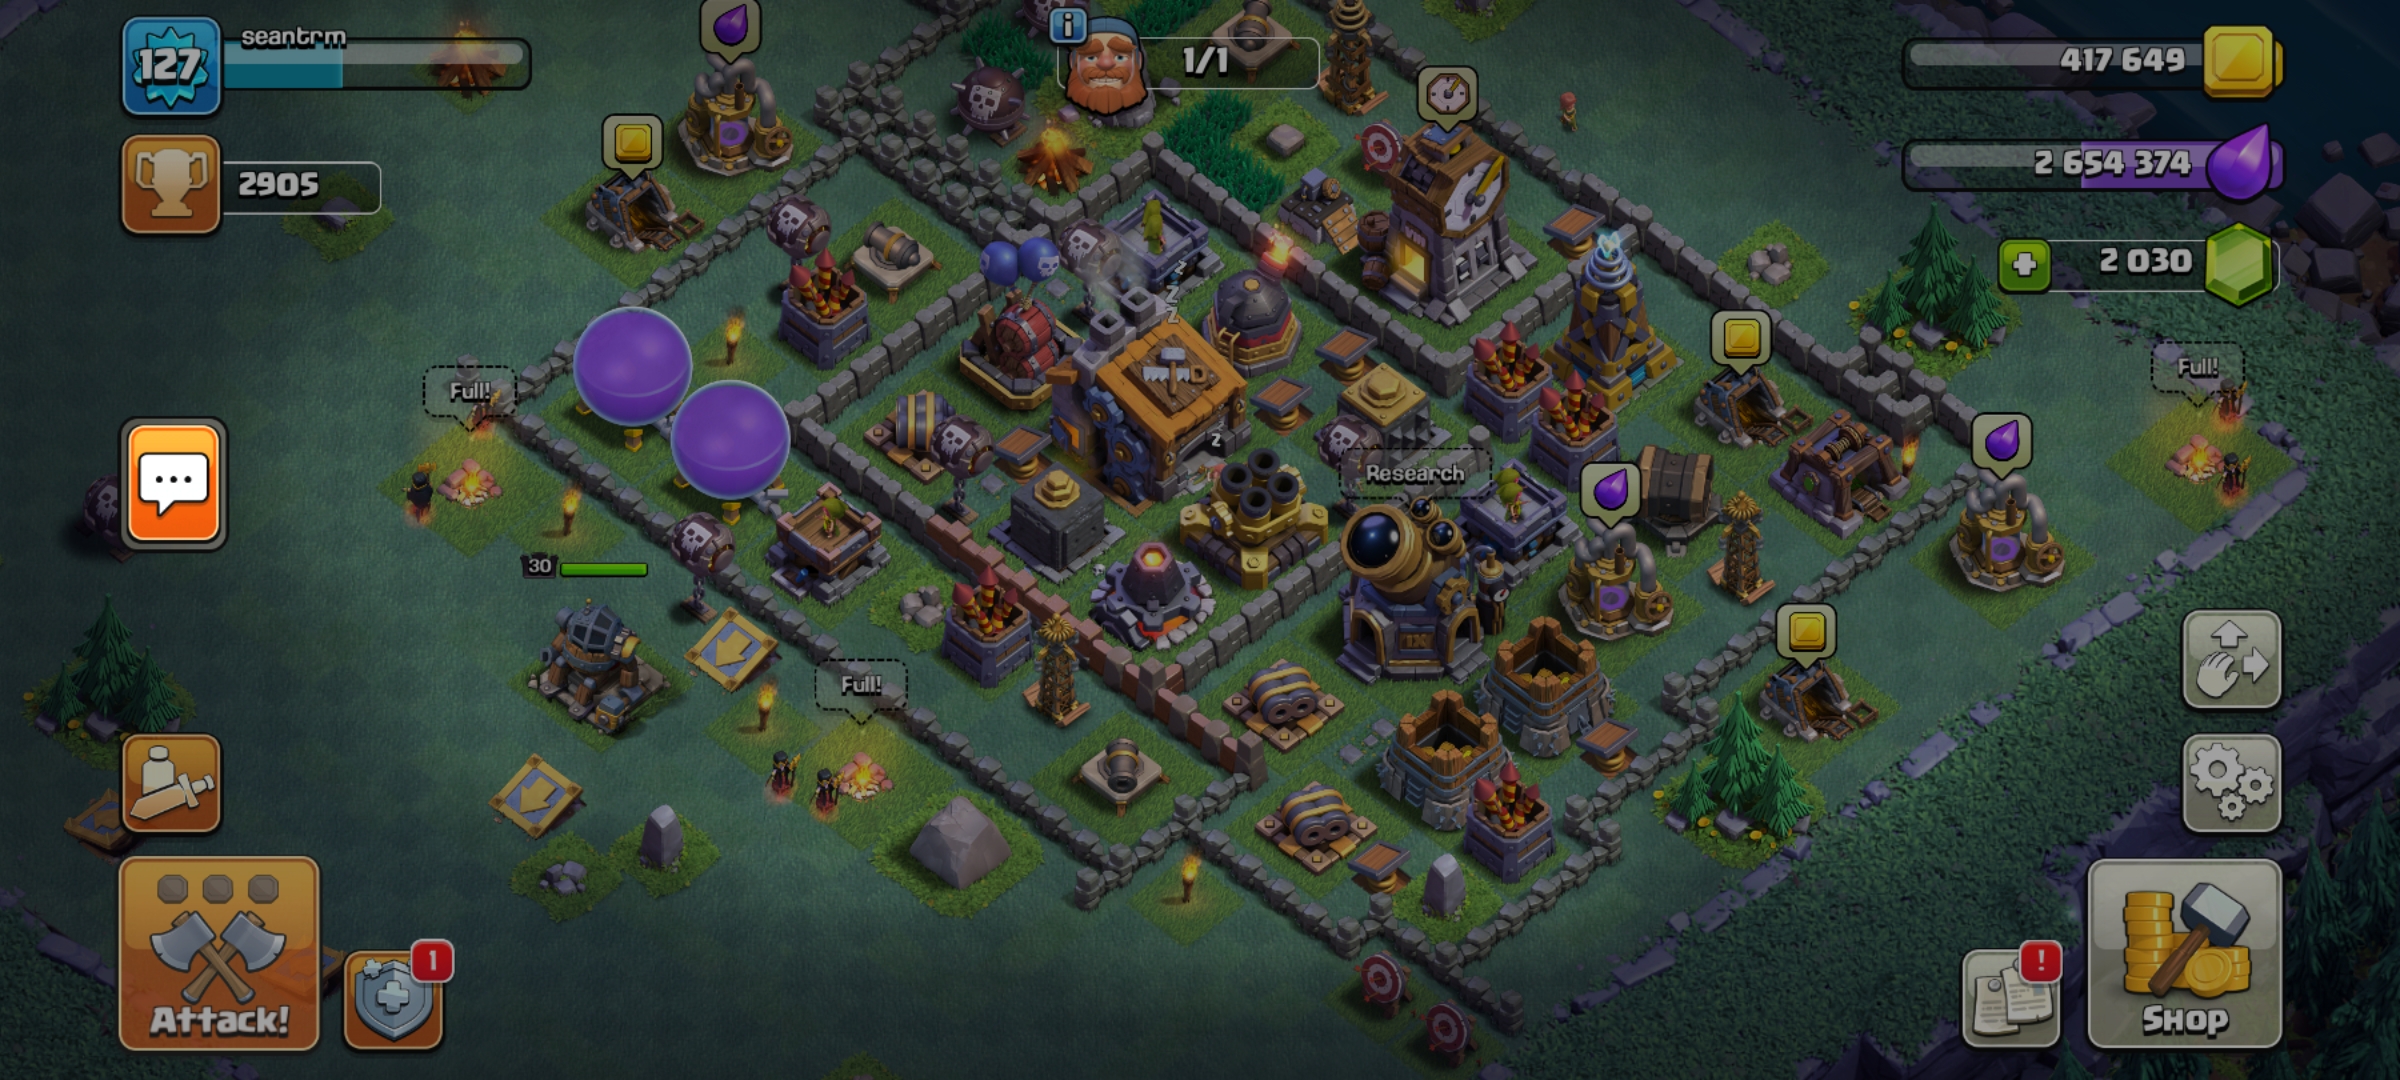 127
seantrm
1/1
417 649
2905
2 654 374
2 030
Full!
Full!
z
z
z
z
Research
30
Full!
1
!
Attack!
Shop